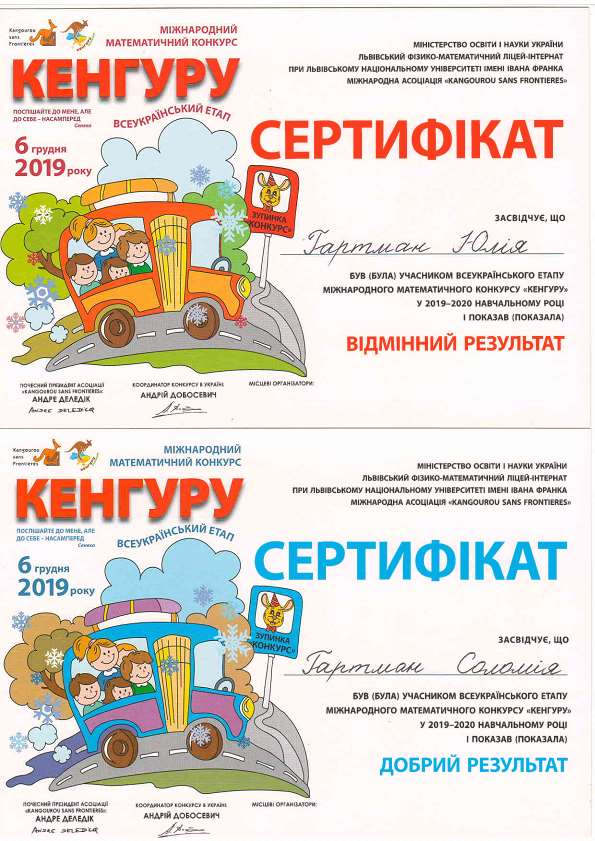 Kangourou
sans
Frontières
МІЖНАРОДНИЙ
МАТЕМАТИЧНИЙ КОНКУРС
КЕНГУРУ
ПОСПІШАЙТЕ ДО МЕНЕ, АЛЕ
ДО СЕБЕ – НАСАМПЕРЕД
Сенека
ВСЕУКРАЇНСЬКИЙ ЕТАП
6 грудня
2019 року
МІНІСТЕРСТВО ОСВІТИ І НАУКИ УКРАЇНИ
ЛЬВІВСЬКИЙ ФІЗИКО-МАТЕМАТИЧНИЙ ЛІЦЕЙ-ІНТЕРНАТ
ПРИ ЛЬВІВСЬКОМУ НАЦІОНАЛЬНОМУ УНІВЕРСИТЕТІ ІМЕНІ ІВАНА ФРАНКА
МІЖНАРОДНА АСОЦІАЦІЯ «KANGOUROU SANS FRONTIERES»
СЕРТИФІКАТ
ЗУПИНКА
"КОНКУРС»
ЗАСВІДЧУЄ, ЩО
Гартман Юлія
БУВ (БУЛА) УЧАСНИКОМ ВСЕУКРАЇНСЬКОГО ЕТАПУ
МІЖНАРОДНОГО МАТЕМАТИЧНОГО КОНКУРСУ «КЕНГУРУ»
У 2019–2020 НАВЧАЛЬНОМУ РОЦІ
І ПОКАЗАВ (ПОКАЗАЛА)
ВІДМІННИЙ РЕЗУЛЬТАТ
ПОЧЕСНИЙ ПРЕЗИДЕНТ АСОЦІАЦІЇ
«KANGOUROU SANS FRONTIERES»:
АНДРЕ ДЕЛЕДІК
ANDRE DELEDICQ
КООРДИНАТОР КОНКУРСУ В УКРАЇНІ:
АНДРІЙ ДОБОСЕВИЧ
МІСЦЕВІ ОРГАНІЗАТОРИ:
Kangourou
sans
Frontières
МІЖНАРОДНИЙ
МАТЕМАТИЧНИЙ КОНКУРС
КЕНГУРУ
ПОСПІШАЙТЕ ДО МЕНЕ, АЛЕ
ДО СЕБЕ – НАСАМПЕРЕД
Сенека
ВСЕУКРАЇНСЬКИЙ ЕТАП
6 грудня
2019 року
МІНІСТЕРСТВО ОСВІТИ І НАУКИ УКРАЇНИ
ЛЬВІВСЬКИЙ ФІЗИКО-МАТЕМАТИЧНИЙ ЛІЦЕЙ-ІНТЕРНАТ
ПРИ ЛЬВІВСЬКОМУ НАЦІОНАЛЬНОМУ УНІВЕРСИТЕТІ ІМЕНІ ІВАНА ФРАНКА
МІЖНАРОДНА АСОЦІАЦІЯ «KANGOUROU SANS FRONTIERES»
СЕРТИФІКАТ
ЗУПИНКА
"КОНКУРС»
ЗАСВІДЧУЄ, ЩО
Гартман Соломія
БУВ (БУЛА) УЧАСНИКОМ ВСЕУКРАЇНСЬКОГО ЕТАПУ
МІЖНАРОДНОГО МАТЕМАТИЧНОГО КОНКУРСУ «КЕНГУРУ»
У 2019–2020 НАВЧАЛЬНОМУ РОЦІ
І ПОКАЗАВ (ПОКАЗАЛА)
ДОБРИЙ РЕЗУЛЬТАТ
ПОЧЕСНИЙ ПРЕЗИДЕНТ АСОЦІАЦІЇ
«KANGOUROU SANS FRONTIERES»:
АНДРЕ ДЕЛЕДІК
ANDRE DELEDICQ
КООРДИНАТОР КОНКУРСУ В УКРАЇНІ:
АНДРІЙ ДОБОСЕВИЧ
МІСЦЕВІ ОРГАНІЗАТОРИ: